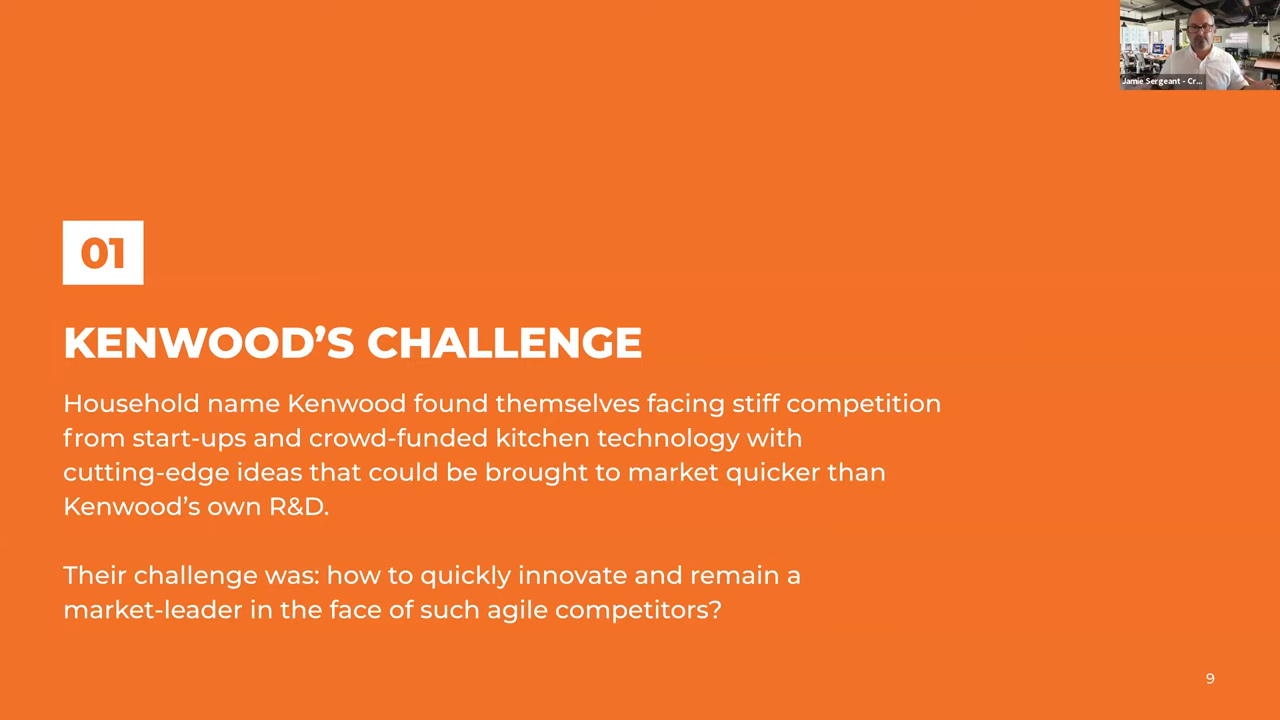 Jamie Sergeant - Cr...
01
KENWOOD’S CHALLENGE
Household name Kenwood found themselves facing stiff competition
from start-ups and crowd-funded kitchen technology with
cutting-edge ideas that could be brought to market quicker than
Kenwood’s own R&D.
Their challenge was: how to quickly innovate and remain a
market-leader in the face of such agile competitors?
9